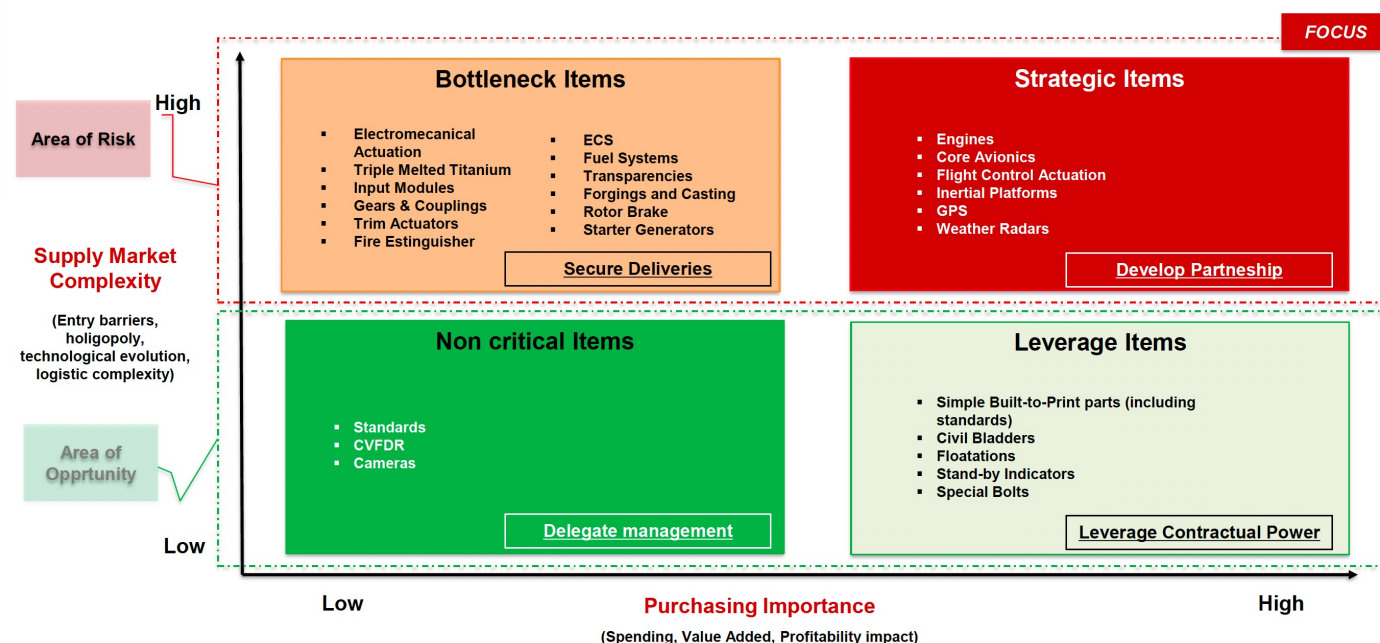 FOCUS
Bottleneck Items
Electromecanical
Actuation
Triple Melted Titanium
Input Modules
Gears & Couplings
Trim Actuators
Fire Estinguisher
ECS
Fuel Systems
Transparencies
Forgings and Casting
Rotor Brake
Starter Generators
Secure Deliveries
Strategic Items
Engines
Core Avionics
Flight Control Actuation
Inertial Platforms
GPS
Weather Radars
Develop Partneship
High
Area of Risk
Supply Market
Complexity
(Entry barriers,
holigopoly,
technological evolution,
logistic complexity)
Area of
Opprtunity
Low
Non critical Items
Standards
CVFDR
Cameras
Delegate management
Leverage Items
Simple Built-to-Print parts (including
standards)
Civil Bladders
Floatations
Stand-by Indicators
Special Bolts
Leverage Contractual Power
Low
Purchasing Importance
High
(Spending, Value Added, Profitability impact)